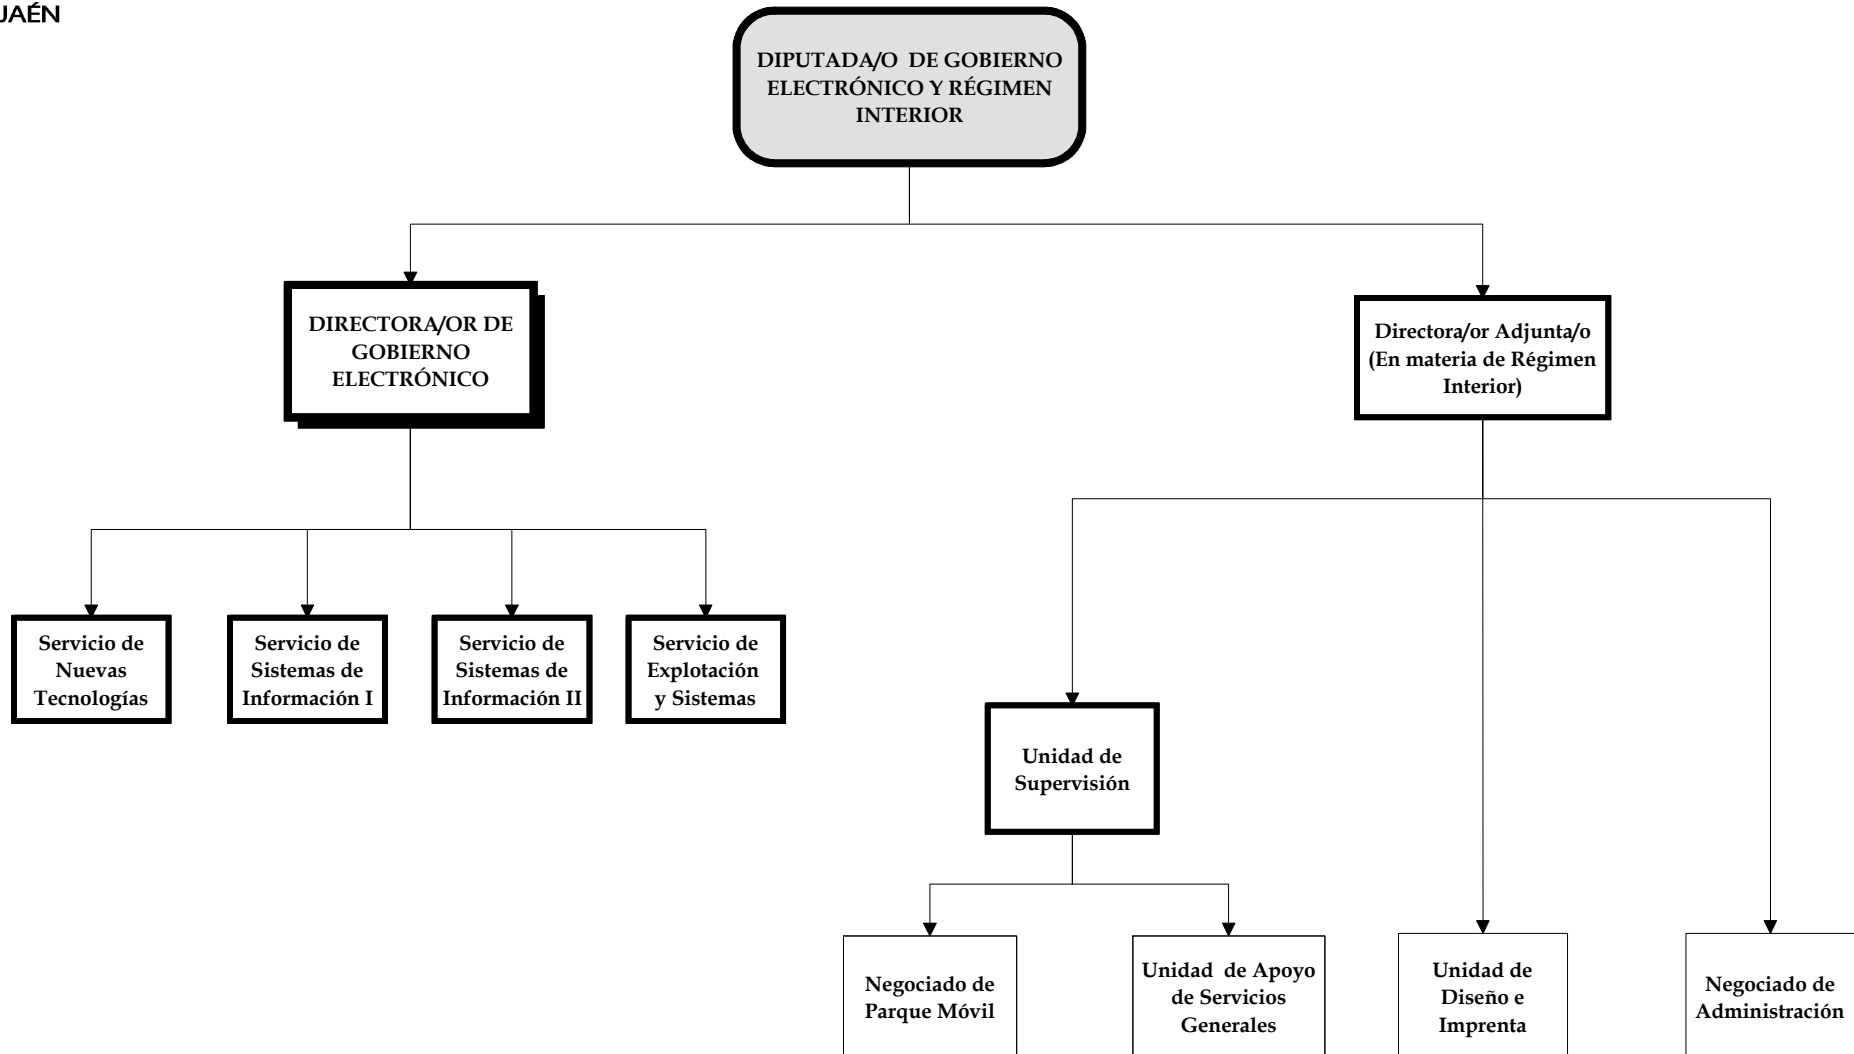 JAÉN
DIPUTADA/O DE GOBIERNO
ELECTRÓNICO Y RÉGIMEN
INTERIOR
DIRECTORA/OR DE
GOBIERNO
ELECTRÓNICO
Directora/or Adjunta/o
(En materia de Régimen
Interior)
Servicio de
Nuevas
Tecnologías
Servicio de
Sistemas de
Información I
Servicio de
Sistemas de
Información II
Servicio de
Explotación
y Sistemas
Unidad de
Supervisión
Negociado de
Parque Móvil
Unidad de Apoyo
de Servicios
Generales
Unidad de
Diseño e
Imprenta
Negociado de
Administración